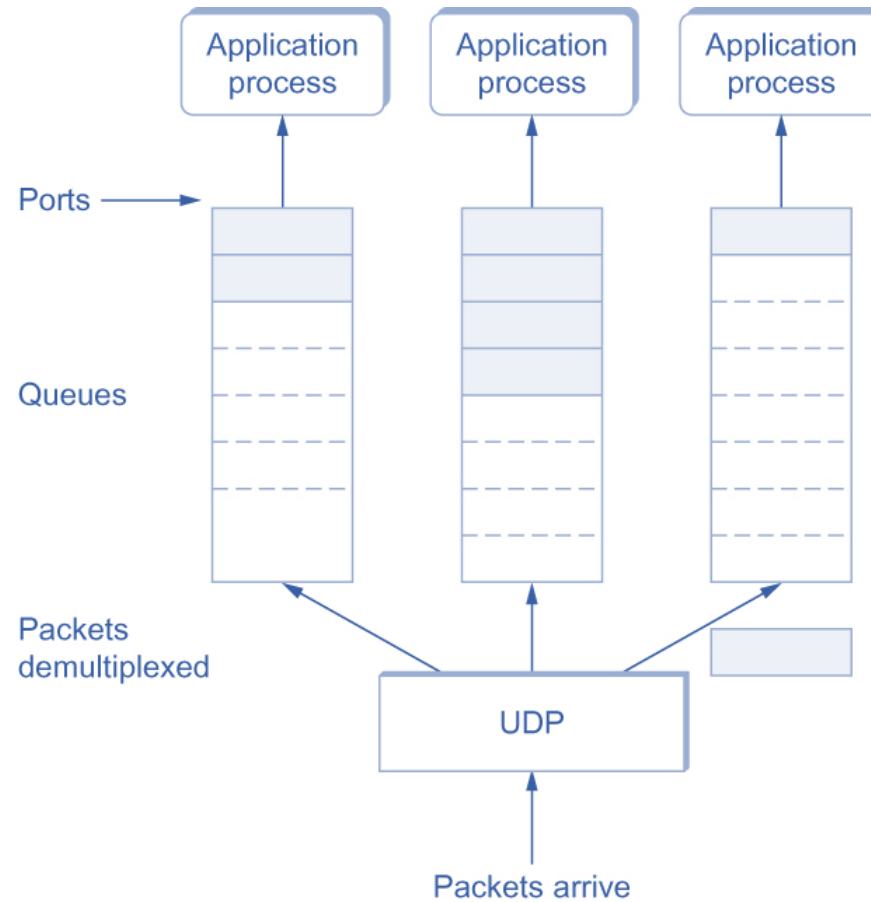 Application
process
Application
process
Application
process
Ports
Queues
Packets
demultiplexed
UDP
Packets arrive